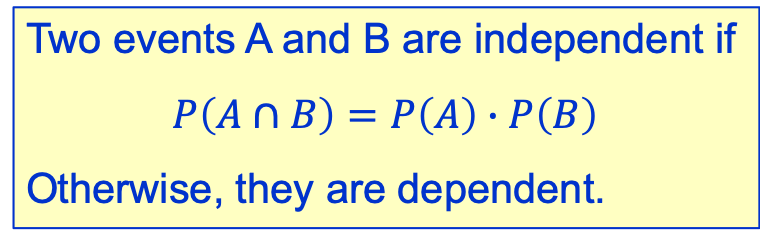 Two events A and B are independent if
P(A ∩ B) = P(A) · P(B)
Otherwise, they are dependent.